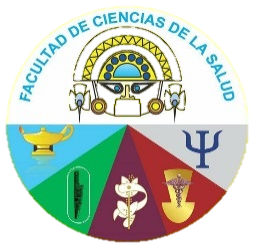 FACULTAD DE CIENCIAS DE LA SALUD
Ψ